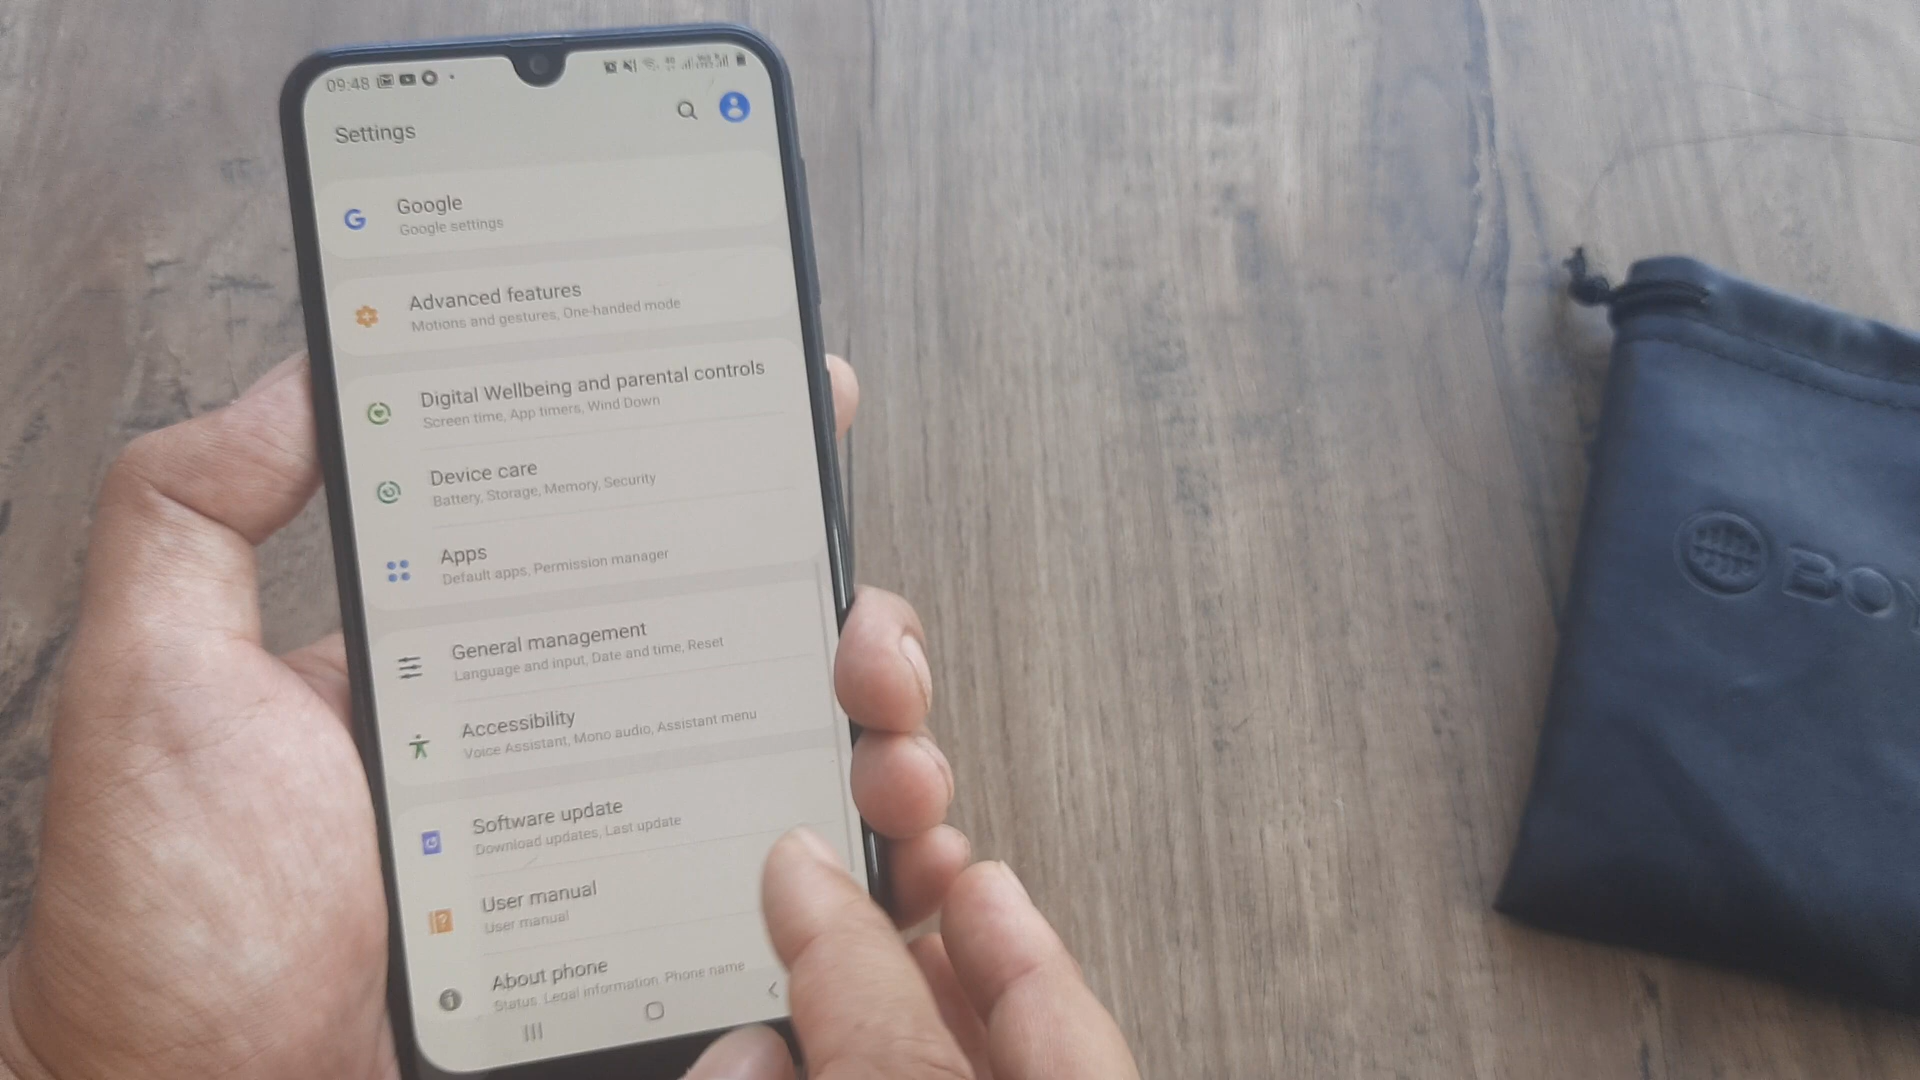 09:48
Settings
Google
Google settings
Advanced features
Motions and gestures, One-handed mode
Digital Wellbeing and parental controls
Screen time, App timers, Wind Down
Device care
Battery, Storage, Memory, Security
Apps
Default apps, Permission manager
General management
Language and input, Date and time, Reset
Accessibility
Voice Assistant, Mono audio, Assistant menu
Software update
Download updates, Last update
User manual
User manual
About phone
Status, Legal information, Phone name